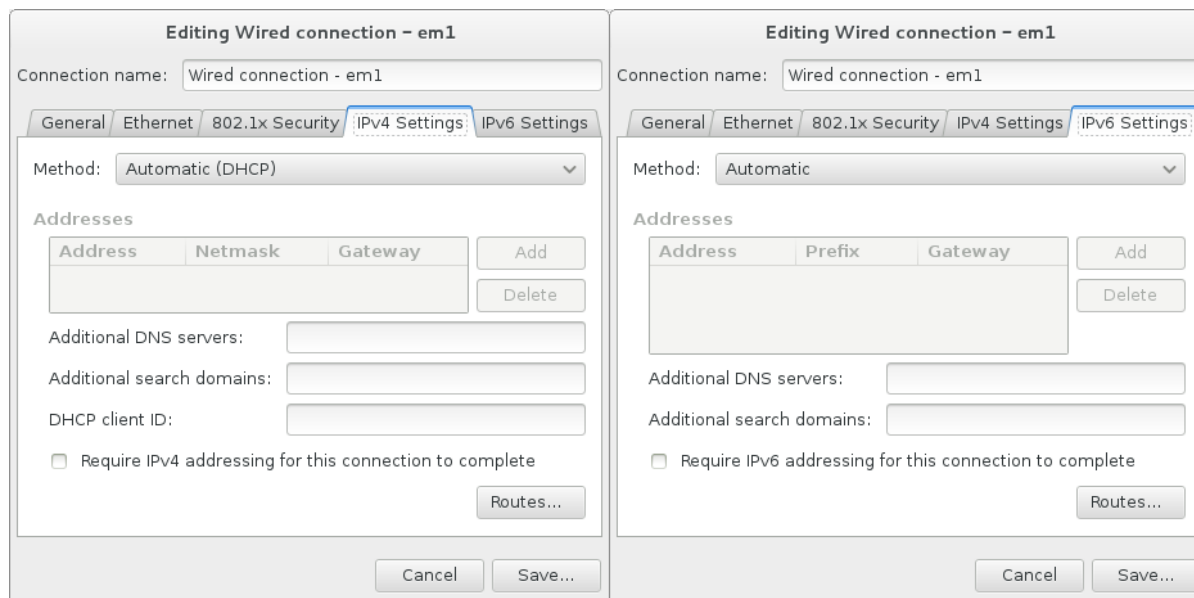 Editing Wired connection – em1
Connection name: Wired connection - em1
General Ethernet 802.1x Security IPv4 Settings IPv6 Settings
Method: Automatic (DHCP)
Addresses
Address Netmask Gateway Add
Delete
Additional DNS servers:
Additional search domains:
DHCP client ID:
Require IPv4 addressing for this connection to complete
Routes...
Cancel Save...
Editing Wired connection – em1
Connection name: Wired connection - em1
General Ethernet 802.1x Security IPv4 Settings IPv6 Settings
Method: Automatic
Addresses
Address Prefix Gateway Add
Delete
Additional DNS servers:
Additional search domains:
Require IPv6 addressing for this connection to complete
Routes...
Cancel Save...